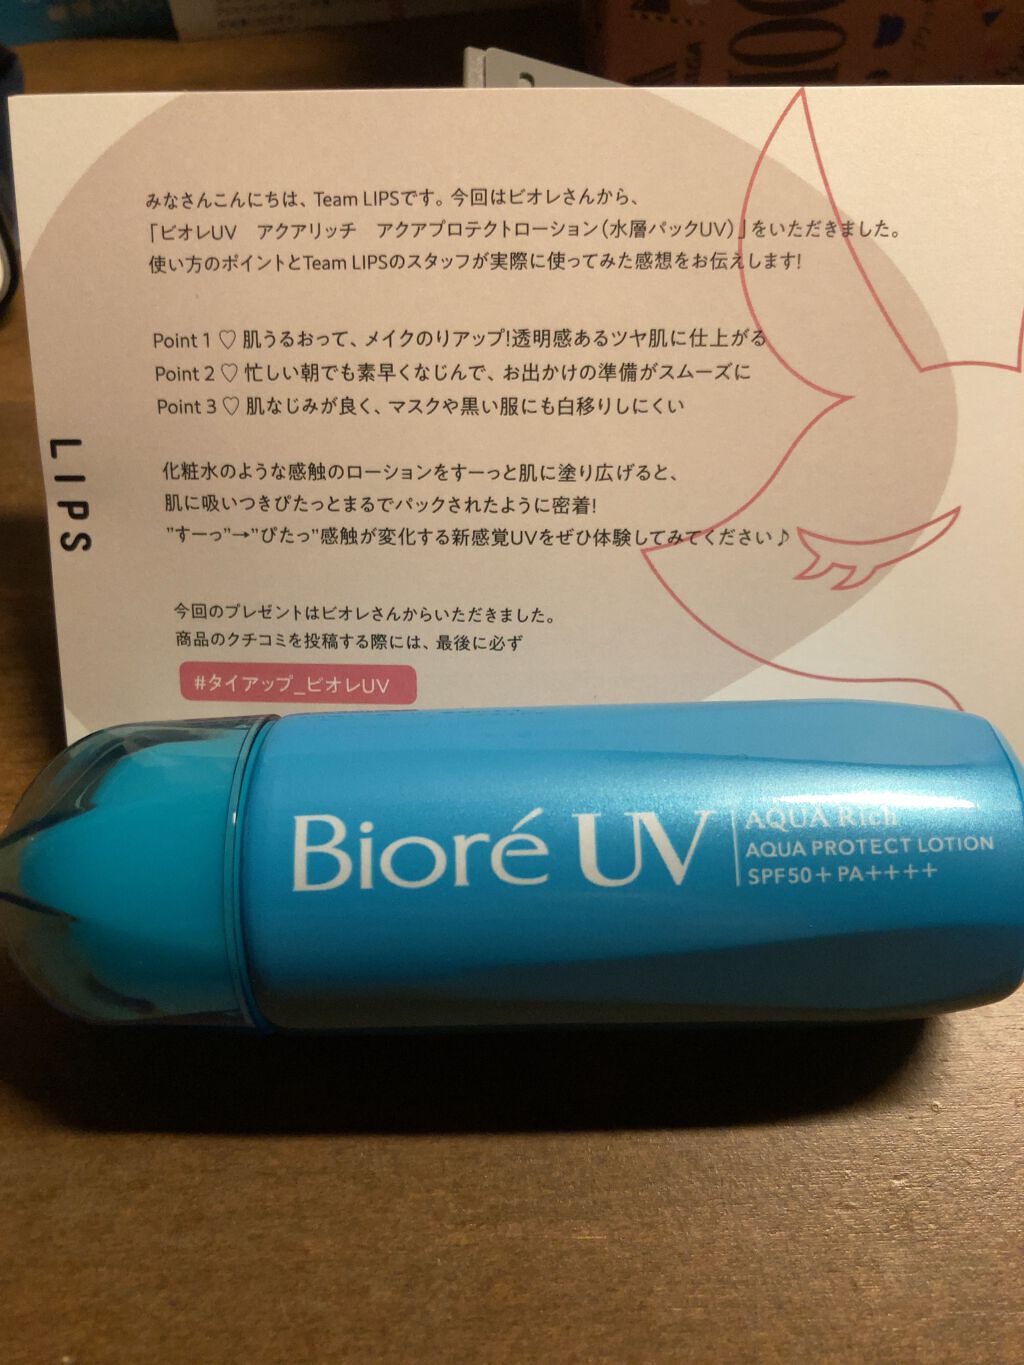 みなさんこんにちは、Team LIPSです。今回はビオレさんから、
「ビオレUV　アクアリッチ　アクアプロテクトローション(水層パックUV)」をいただきました。
使い方のポイントとTeam LIPSのスタッフが実際に使ってみた感想をお伝えします!
Point 1 ♡ 肌うるおって、メイクのりアップ!透明感あるツヤ肌に仕上がる
Point 2 ♡ 忙しい朝でも素早くなじんで、お出かけの準備がスムーズに
Point 3 ♡ 肌なじみが良く、マスクや黒い服にも白移りしにくい
LIPS
化粧水のような感触のローションをすーっと肌に塗り広げると、
肌に吸いつきぴたっとまるでパックされたように密着!
"すーっ"→"ぴたっ"感触が変化する新感覚UVをぜひ体験してみてください♪
今回のプレゼントはビオレさんからいただきました。
商品のクチコミを投稿する際には、最後に必ず
#タイアップ_ビオレUV
Bioré UV
AQUA Rich
AQUA PROTECT LOTION
SPF50+ PA++++